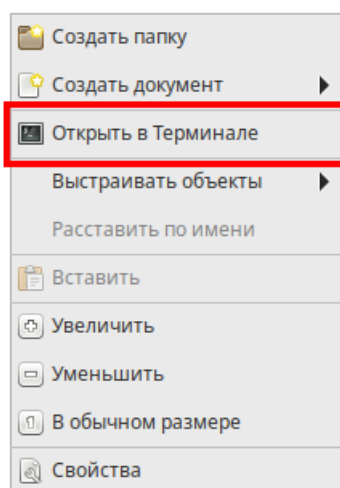 Создать папку
Создать документ
Открыть в Терминале
Выстраивать объекты
Расставить по имени
Вставить
Увеличить
Уменьшить
В обычном размере
Свойства